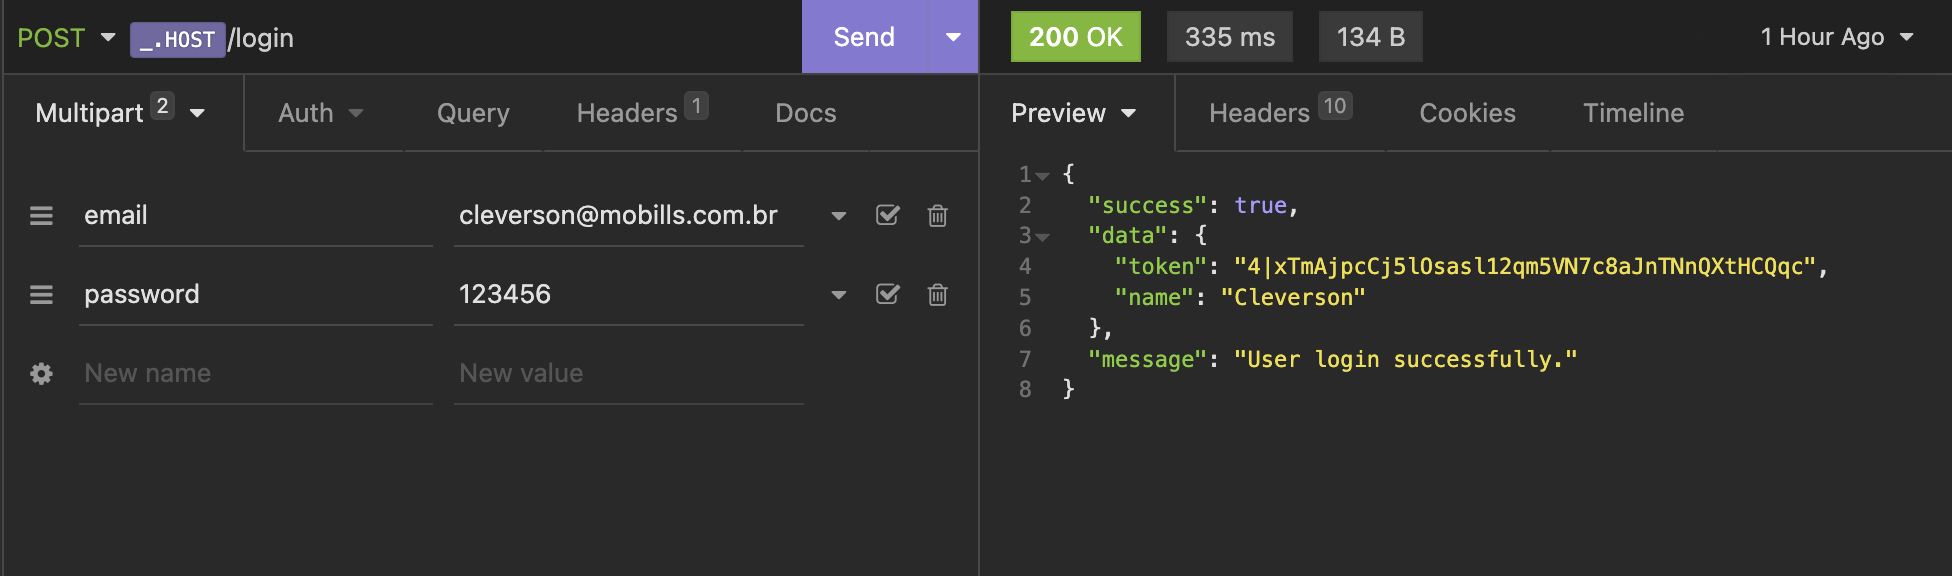 POST _.HOST/login Send
200 OK 335 ms 134 B 1 Hour Ago
Multipart 2 Auth Query Headers 1 Docs
Preview Headers 10 Cookies Timeline
email cleverson@mobills.com.br
password 123456
New name New value
1 {
2 "success": true,
3 "data": {
4 "token": "4|xTmAjpcCj5lOsasl12qm5VN7c8aJnTNnQXtHCQqc",
5 "name": "Cleverson"
6 },
7 "message": "User login successfully."
8 }